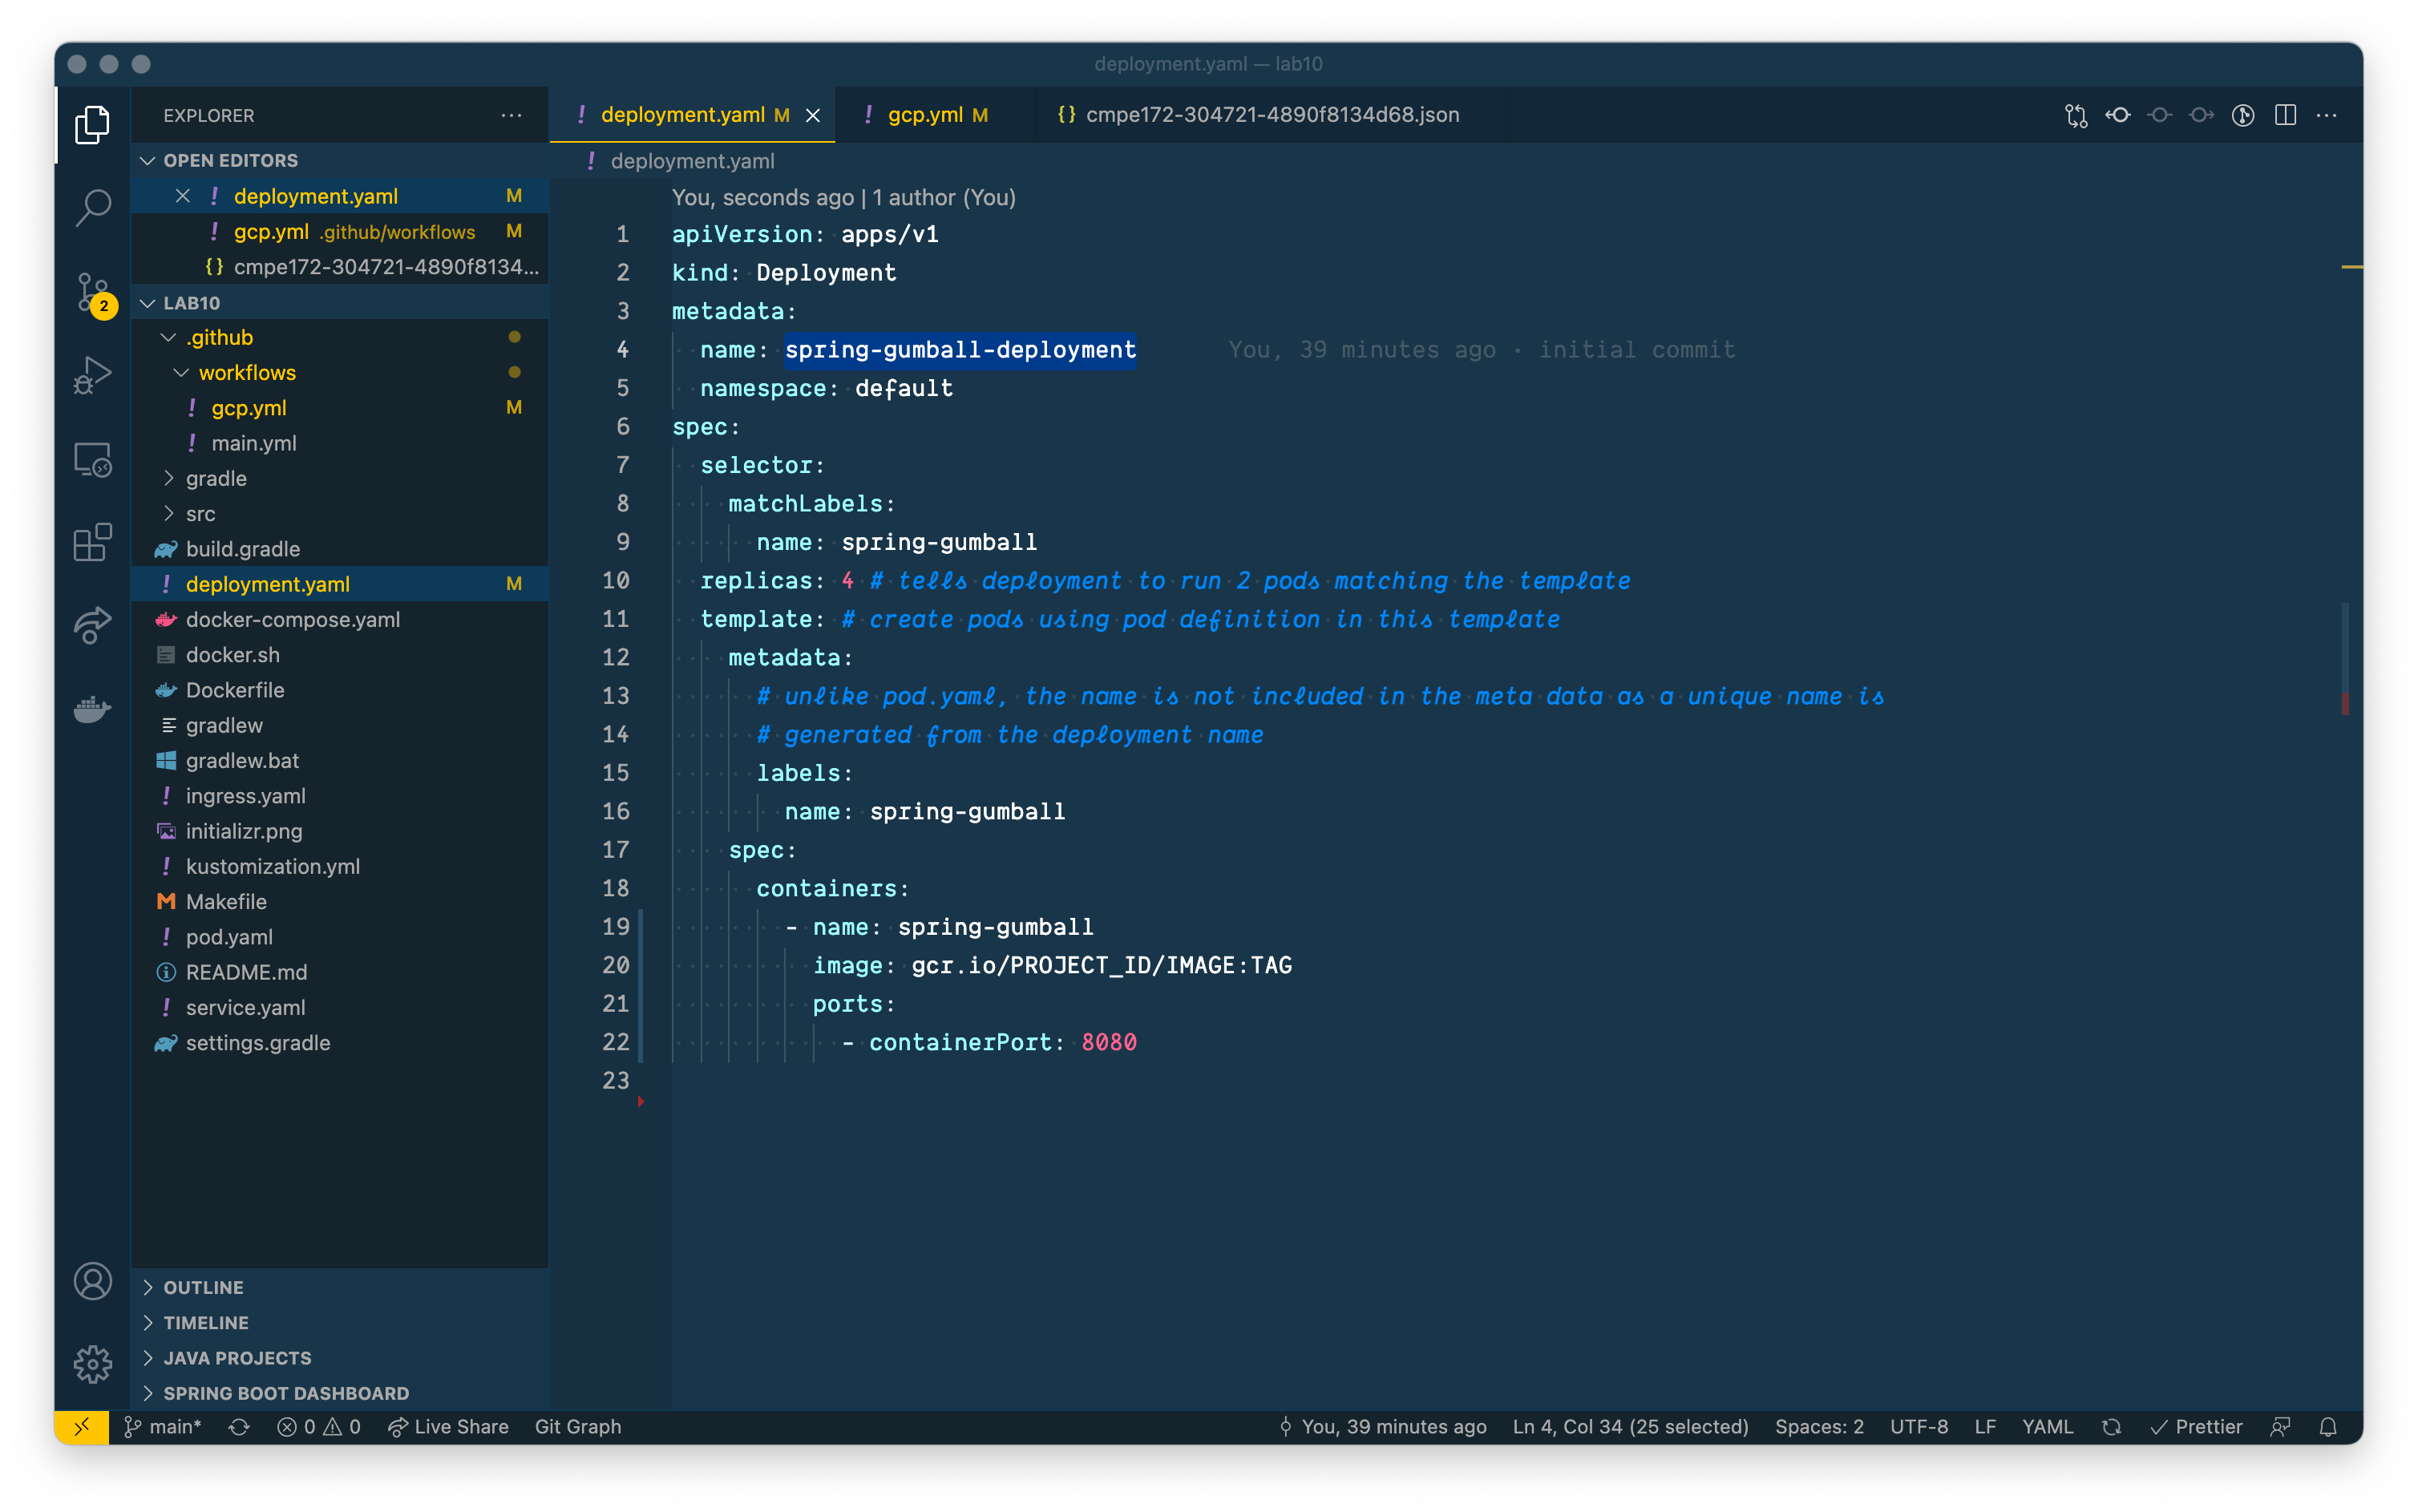 deployment.yaml — lab10
EXPLORER
OPEN EDITORS
deployment.yaml M
gcp.yml .github/workflows M
{} cmpe172-304721-4890f8134...
LAB10
.github
workflows
gcp.yml M
main.yml
gradle
src
build.gradle
deployment.yaml M
docker-compose.yaml
docker.sh
Dockerfile
gradlew
gradlew.bat
ingress.yaml
initializr.png
kustomization.yml
Makefile
pod.yaml
README.md
service.yaml
settings.gradle
OUTLINE
TIMELINE
JAVA PROJECTS
SPRING BOOT DASHBOARD
2
! deployment.yaml M ! gcp.yml M {} cmpe172-304721-4890f8134d68.json
! deployment.yaml
You, seconds ago | 1 author (You)
1 apiVersion: apps/v1
2 kind: Deployment
3 metadata:
4 name: spring-gumball-deployment You, 39 minutes ago · initial commit
5 namespace: default
6 spec:
7 selector:
8 matchLabels:
9 name: spring-gumball
10 replicas: 4 # tells deployment to run 2 pods matching the template
11 template: # create pods using pod definition in this template
12 metadata:
13 # unlike pod.yaml, the name is not included in the meta data as a unique name is
14 # generated from the deployment name
15 labels:
16 name: spring-gumball
17 spec:
18 containers:
19 - name: spring-gumball
20 image: gcr.io/PROJECT_ID/IMAGE:TAG
21 ports:
22 - containerPort: 8080
23
main* 0 0 Live Share Git Graph You, 39 minutes ago Ln 4, Col 34 (25 selected) Spaces: 2 UTF-8 LF YAML Prettier